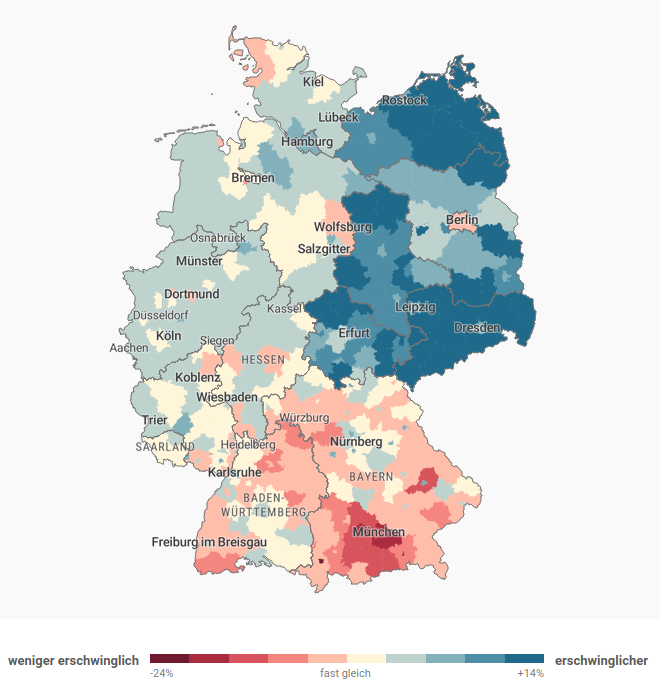 Kiel
Rostock
Lübeck
Hamburg
Bremen
Berlin
Wolfsburg
Osnabrück
Salzgitter
Münster
Dortmund
Kassel
Leipzig
Düsseldorf
Dresden
Köln
Erfurt
Siegen
Aachen
HESSEN
Koblenz
Wiesbaden
Trier
Würzburg
SAARLAND
Heidelberg
Nürnberg
Karlsruhe
BAYERN
BADEN-
WÜRTTEMBERG
München
Freiburg im Breisgau
weniger erschwinglich
erschwinglicher
-24%
fast gleich
+14%